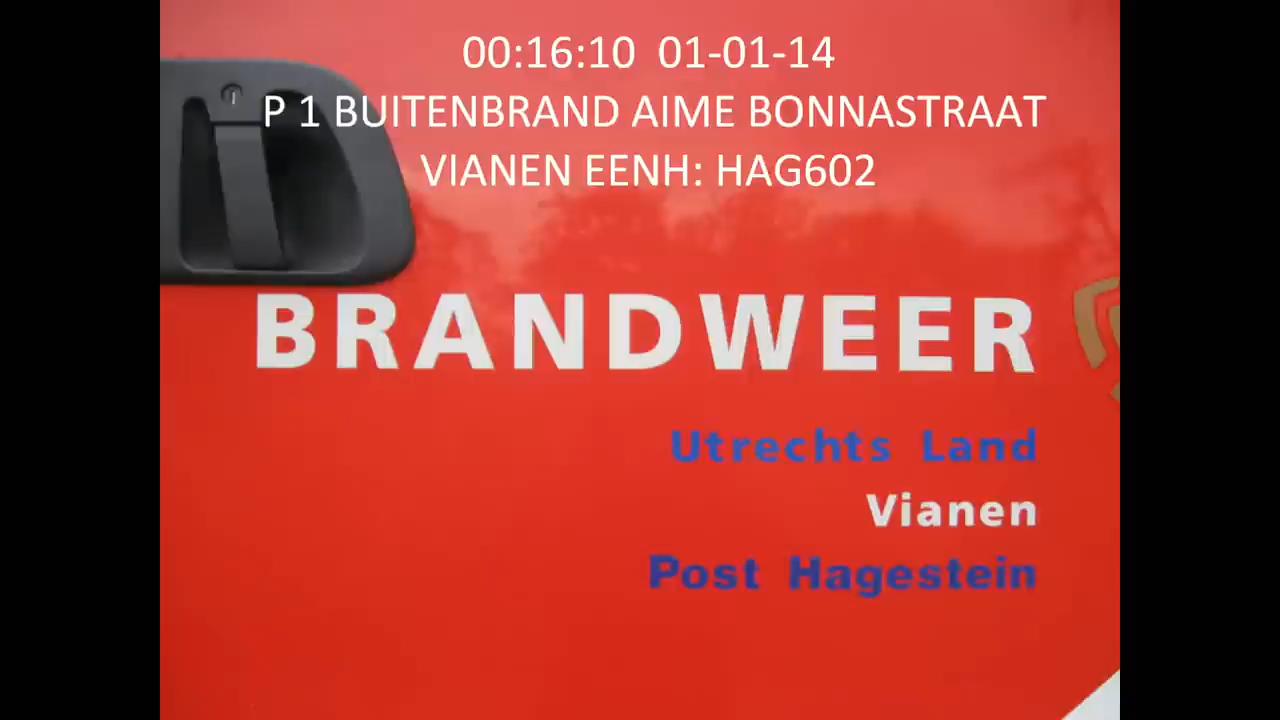 00:16:10 01-01-14
P 1 BUITENBRAND AIME BONNASTRAAT
VIANEN EENH: HAG602
BRANDWEER
Utrechts Land
Vianen
Post Hagestein